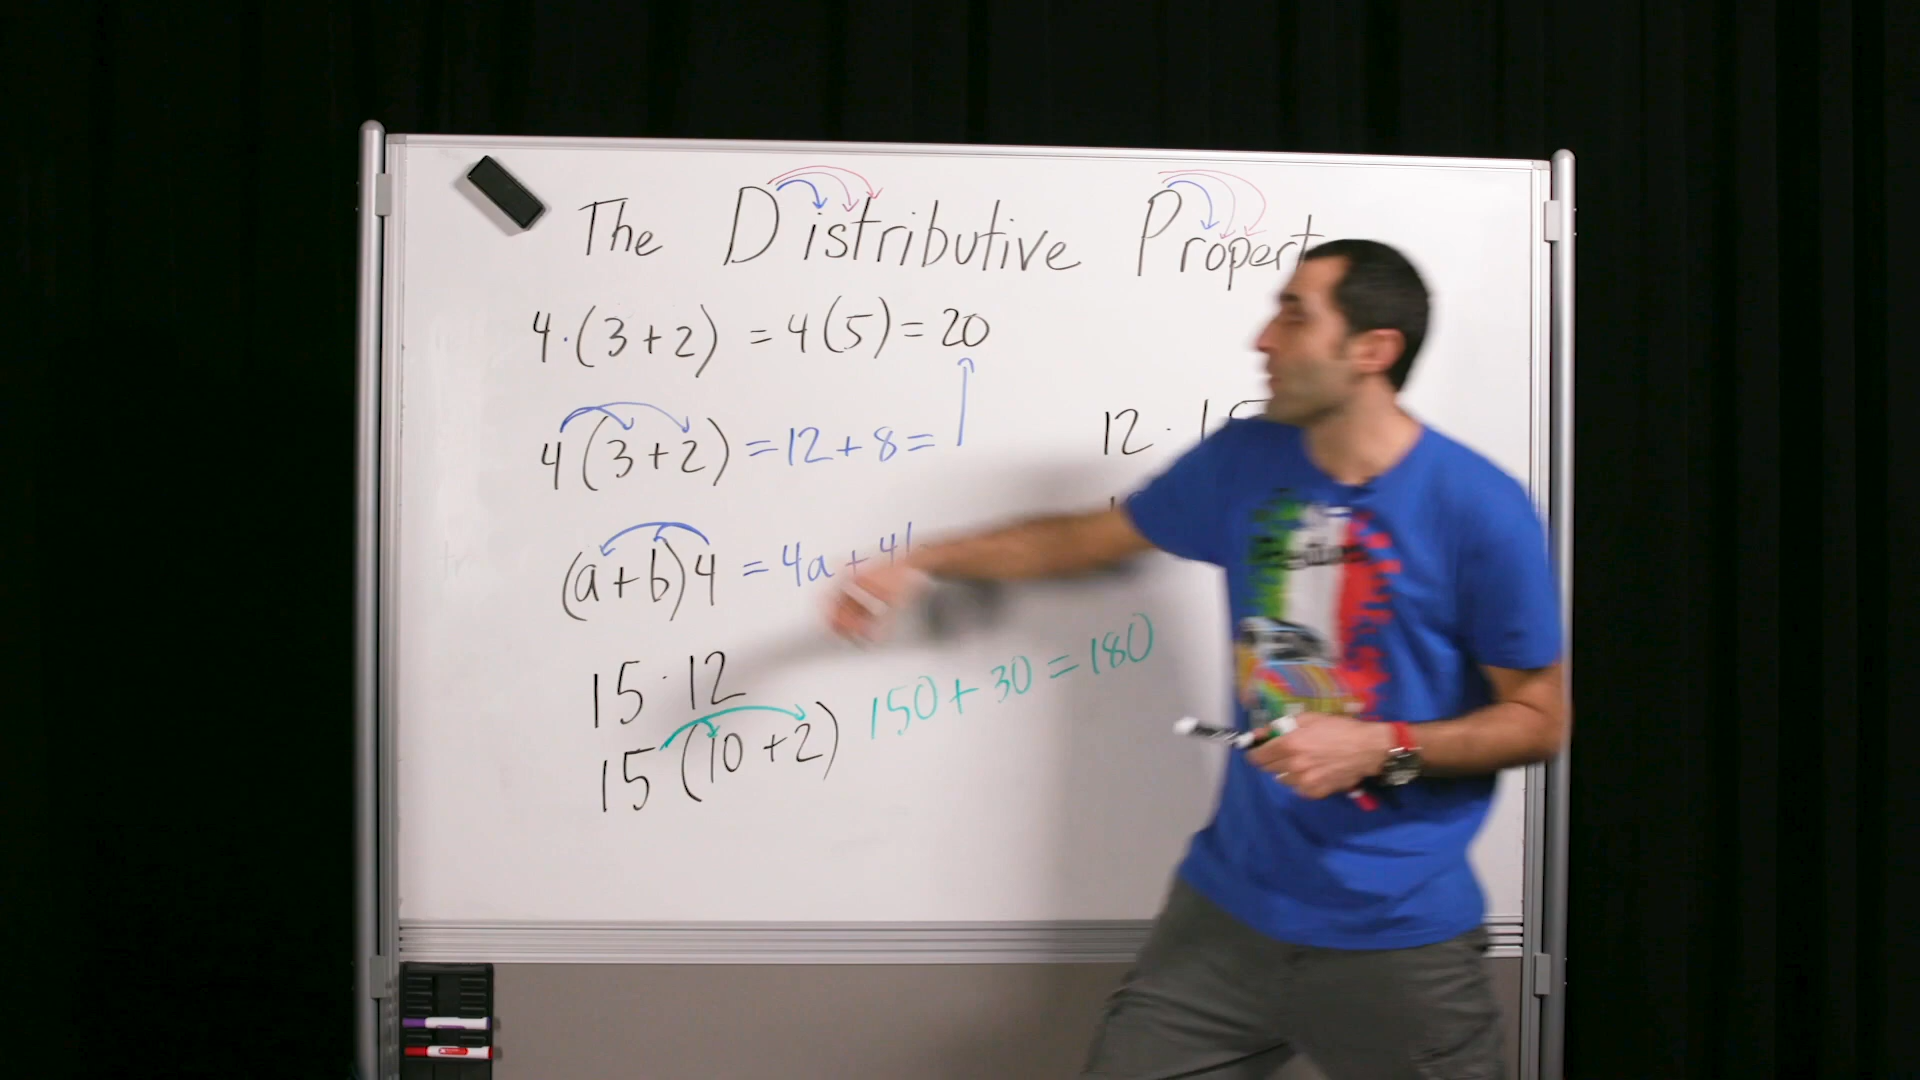 The Distributive Propert
4·(3+2) = 4(5) = 20
4(3+2) = 12 + 8 =
(a+b)4 = 4a + 4
15·12
15(10+2) 150 + 30 = 180
12 · 1